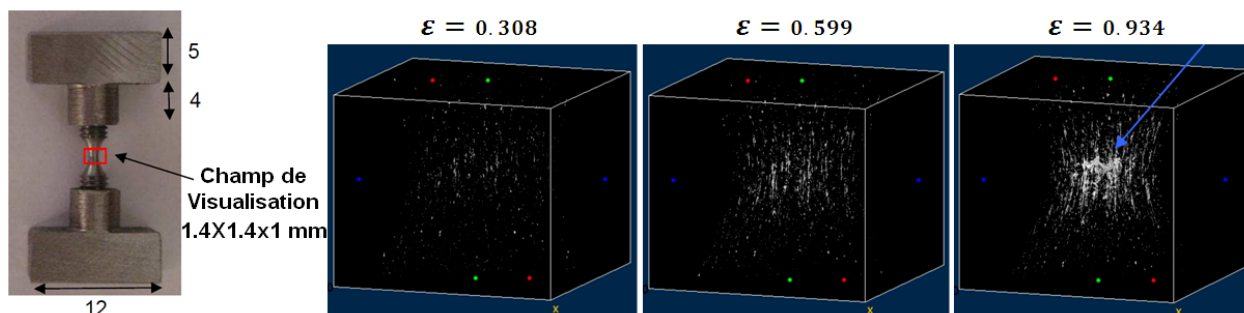 5
4
Champ de
Visualisation
1.4X1.4x1 mm
12
ε = 0.308
ε = 0.599
ε = 0.934
x
x
x